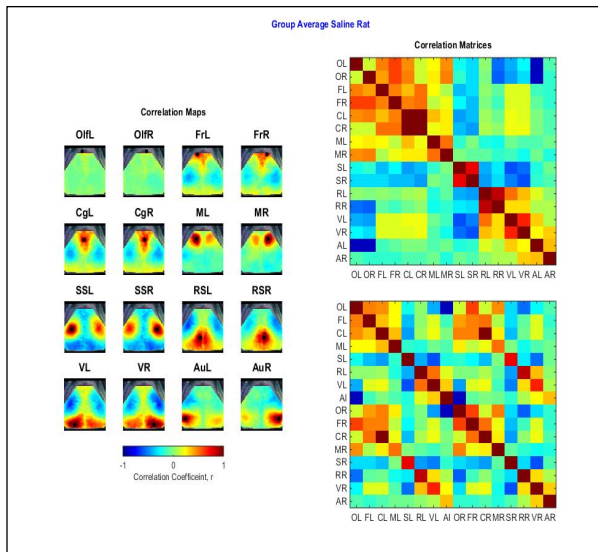 Group Average Saline Rat
Correlation Maps
OlfL OlfR FrL FrR
CgL CgR ML MR
SSL SSR RSL RSR
VL VR AuL AuR
-1 0 1
Correlation Coefficeint, r
Correlation Matrices
OL
OR
FL
FR
CL
CR
ML
MR
SL
SR
RL
RR
VL
VR
AL
AR
OL OR FL FR CL CR ML MR SL SR RL RR VL VR AL AR
OL
FL
CL
ML
SL
RL
VL
Al
OR
FR
CR
MR
SR
RR
VR
AR
OL FL CL ML SL RL VL Al OR FR CR MR SR RR VR AR